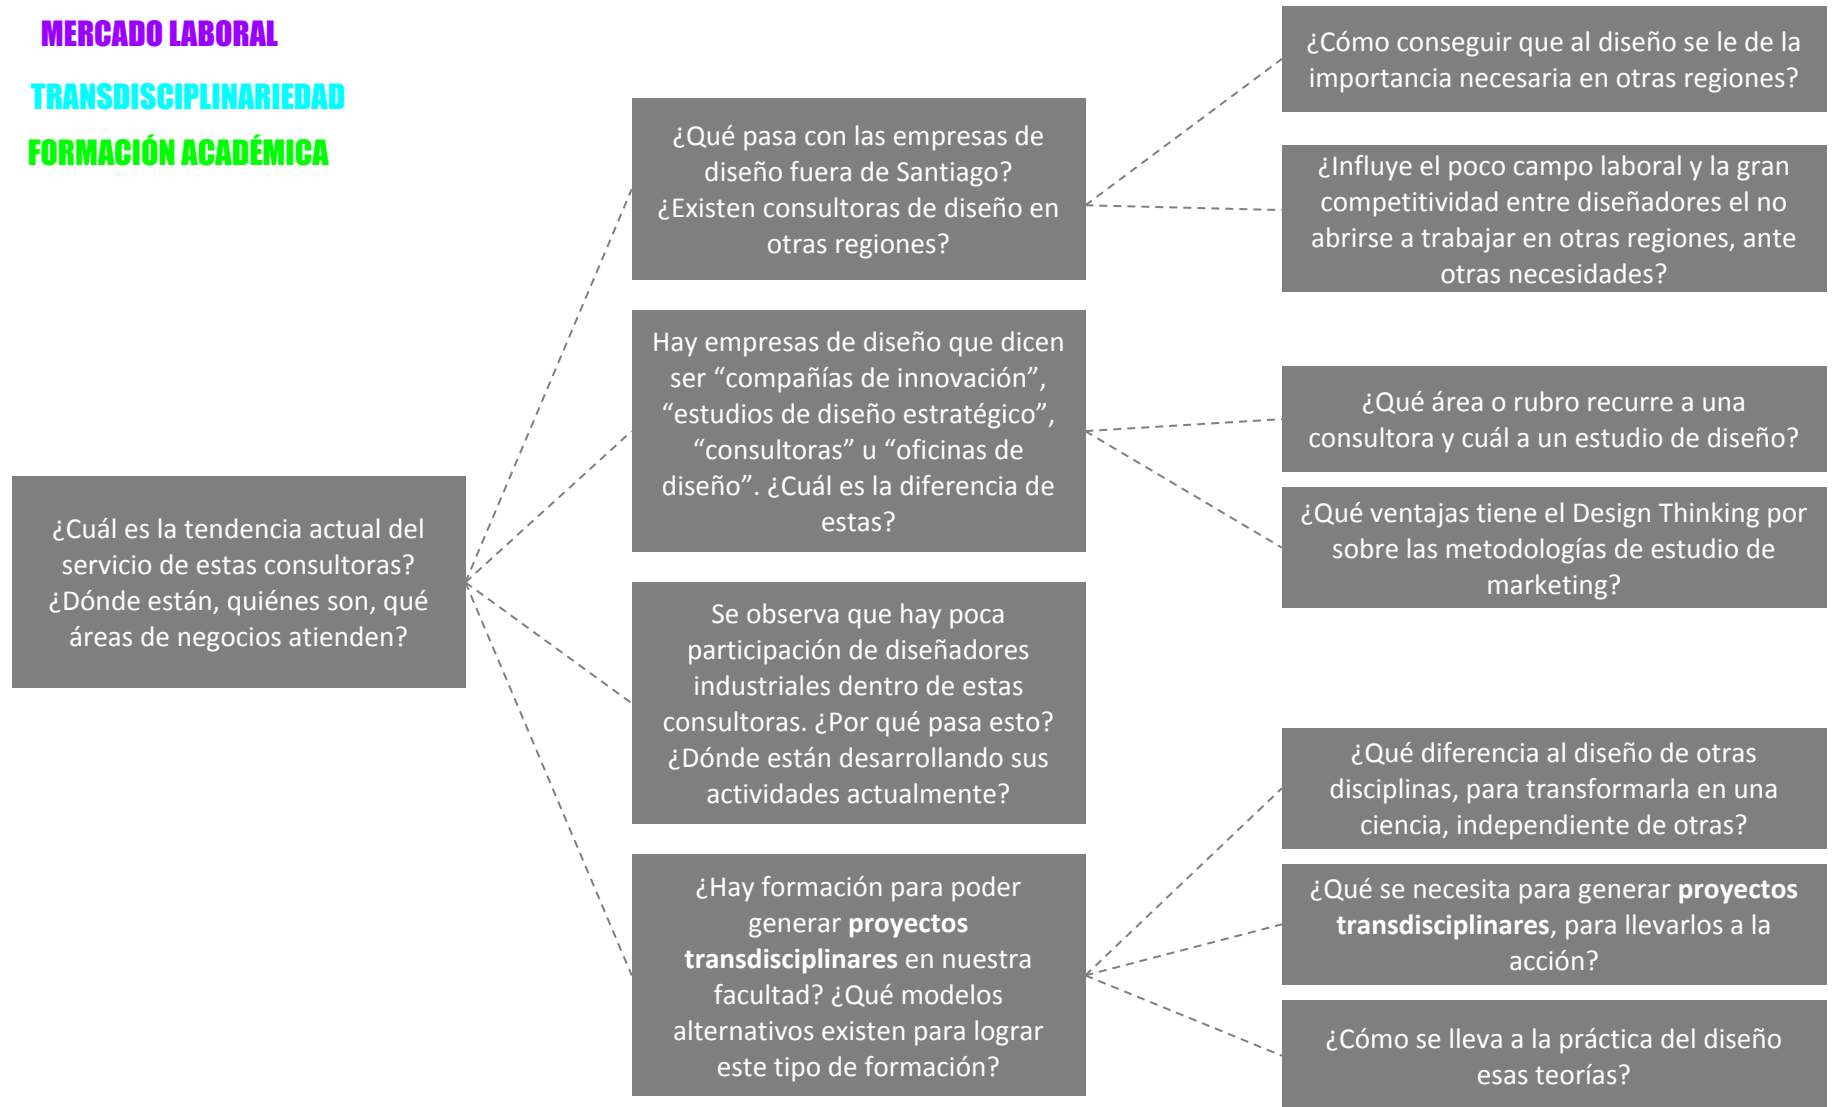 MERCADO LABORAL
TRANSDISCIPLINARIEDAD
FORMACIÓN ACADÉMICA
¿Cuál es la tendencia actual del
servicio de estas consultoras?
¿Dónde están, quiénes son, qué
áreas de negocios atienden?
¿Qué pasa con las empresas de
diseño fuera de Santiago?
¿Existen consultoras de diseño en
otras regiones?
Hay empresas de diseño que dicen
ser “compañías de innovación”,
“estudios de diseño estratégico”,
“consultoras” u “oficinas de
diseño”. ¿Cuál es la diferencia de
estas?
Se observa que hay poca
participación de diseñadores
industriales dentro de estas
consultoras. ¿Por qué pasa esto?
¿Dónde están desarrollando sus
actividades actualmente?
¿Hay formación para poder
generar proyectos
transdisciplinares en nuestra
facultad? ¿Qué modelos
alternativos existen para lograr
este tipo de formación?
¿Cómo conseguir que al diseño se le de la
importancia necesaria en otras regiones?
¿Influye el poco campo laboral y la gran
competitividad entre diseñadores el no
abrirse a trabajar en otras regiones, ante
otras necesidades?
¿Qué área o rubro recurre a una
consultora y cuál a un estudio de diseño?
¿Qué ventajas tiene el Design Thinking por
sobre las metodologías de estudio de
marketing?
¿Qué diferencia al diseño de otras
disciplinas, para transformarla en una
ciencia, independiente de otras?
¿Qué se necesita para generar proyectos
transdisciplinares, para llevarlos a la
acción?
¿Cómo se lleva a la práctica del diseño
esas teorías?